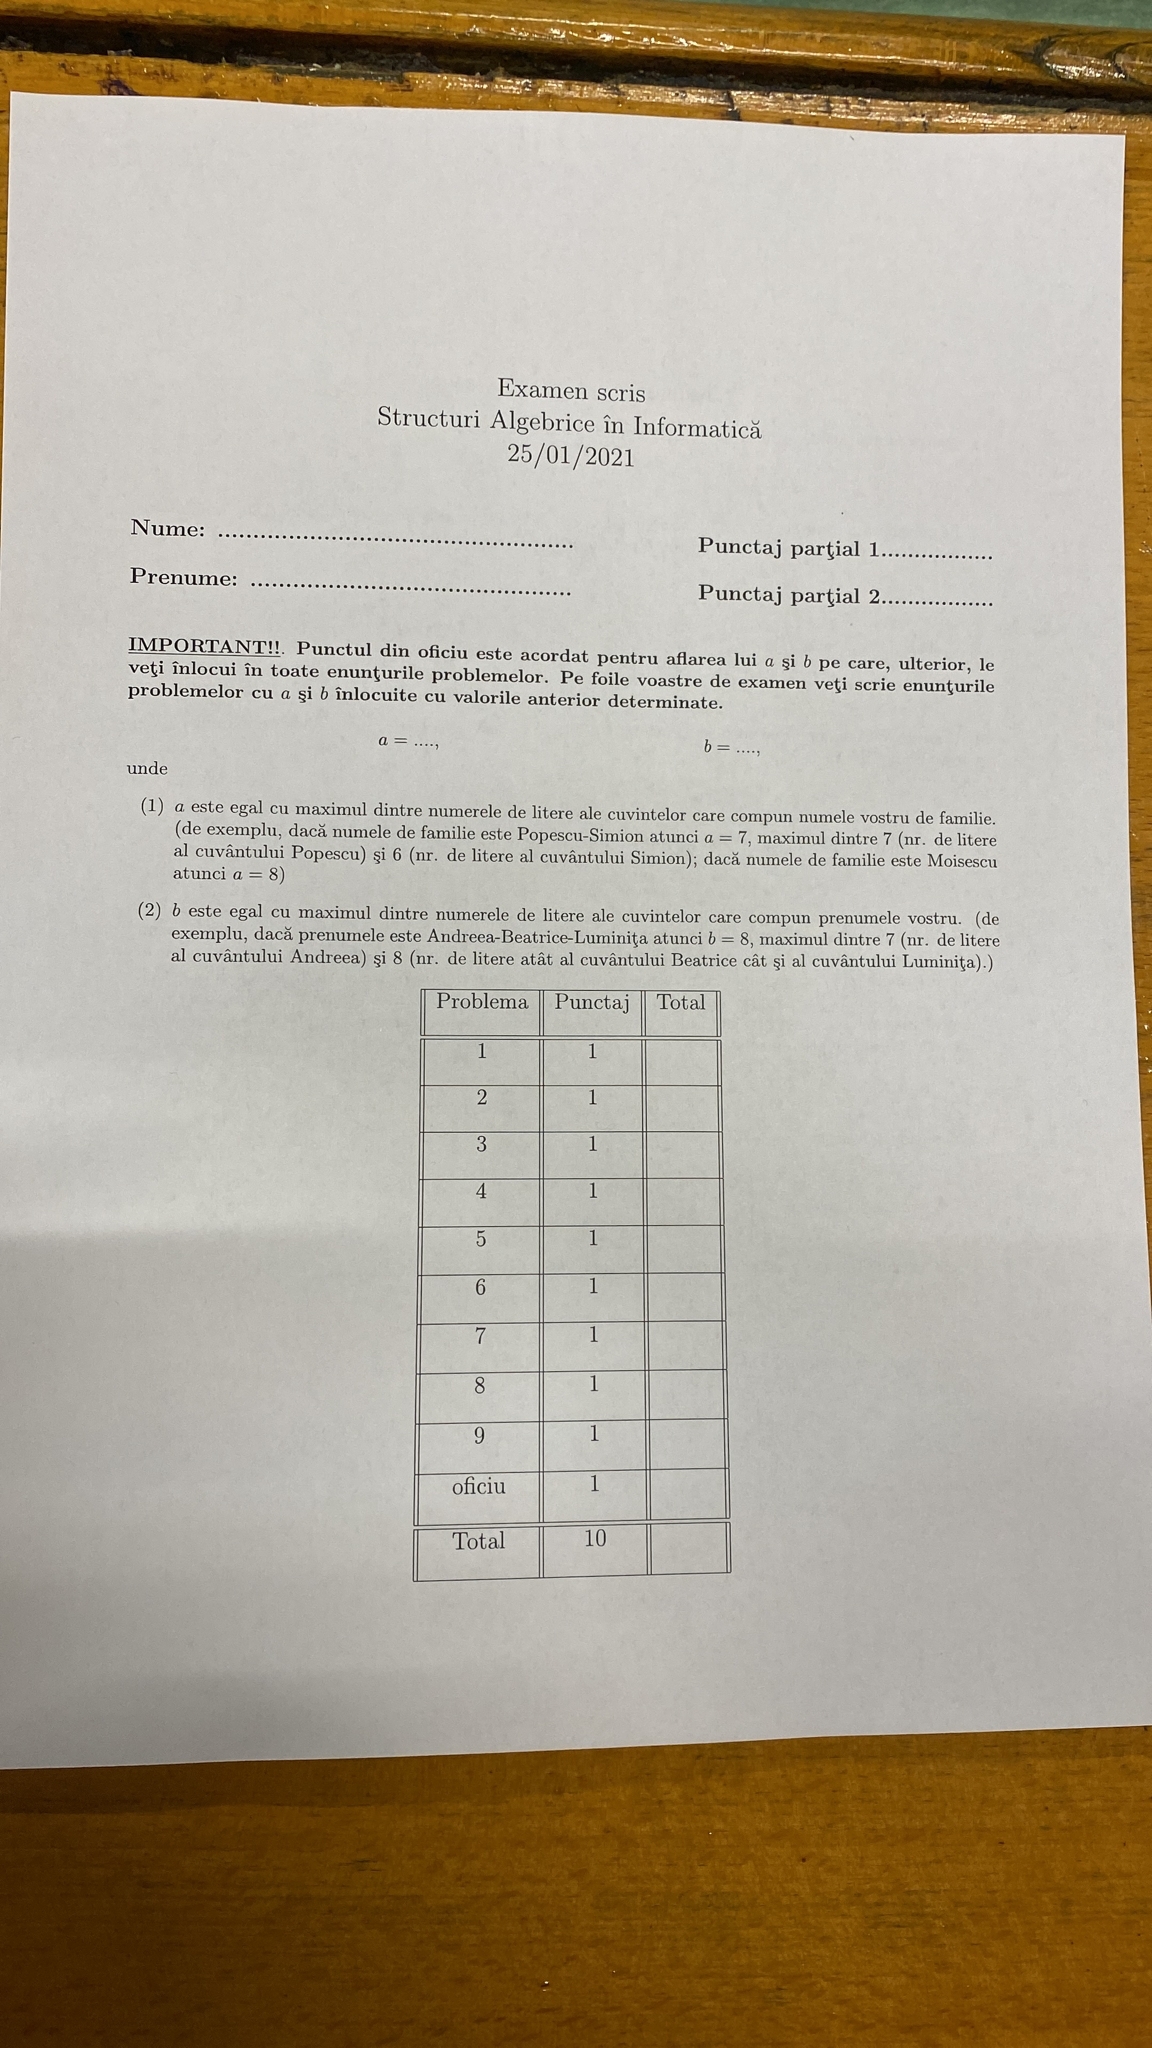 Examen scris
Structuri Algebrice în Informatică
25/01/2021
Nume: ................................................... Punctaj parţial 1................
Prenume: .............................................. Punctaj parţial 2................
IMPORTANT!!. Punctul din oficiu este acordat pentru aflarea lui a şi b pe care, ulterior, le
veţi înlocui în toate enunţurile problemelor. Pe foile voastre de examen veţi scrie enunţurile
problemelor cu a şi b înlocuite cu valorile anterior determinate.
a = ...., b = ....,
unde
(1) a este egal cu maximul dintre numerele de litere ale cuvintelor care compun numele vostru de familie.
(de exemplu, dacă numele de familie este Popescu-Simion atunci a = 7, maximul dintre 7 (nr. de litere
al cuvântului Popescu) şi 6 (nr. de litere al cuvântului Simion); dacă numele de familie este Moisescu
atunci a = 8)
(2) b este egal cu maximul dintre numerele de litere ale cuvintelor care compun prenumele vostru. (de
exemplu, dacă prenumele este Andreea-Beatrice-Luminiţa atunci b = 8, maximul dintre 7 (nr. de litere
al cuvântului Andreea) şi 8 (nr. de litere atât al cuvântului Beatrice cât şi al cuvântului Luminiţa).)
Problema Punctaj Total
1 1
2 1
3 1
4 1
5 1
6 1
7 1
8 1
9 1
oficiu 1
Total 10